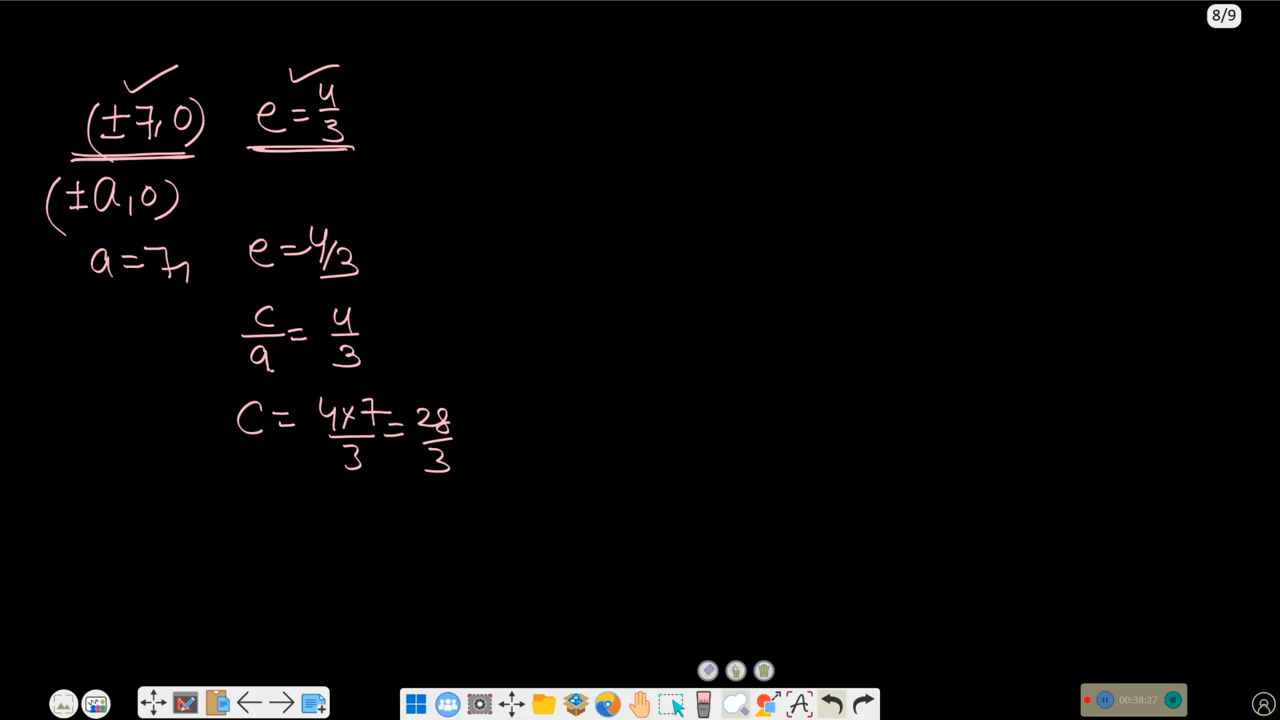 8/9
(±7, 0) e = 4/3
(±a, 0)
a = 7, e = 4/3
c/a = 4/3
C = 4×7/3 = 28/3
00:38:27